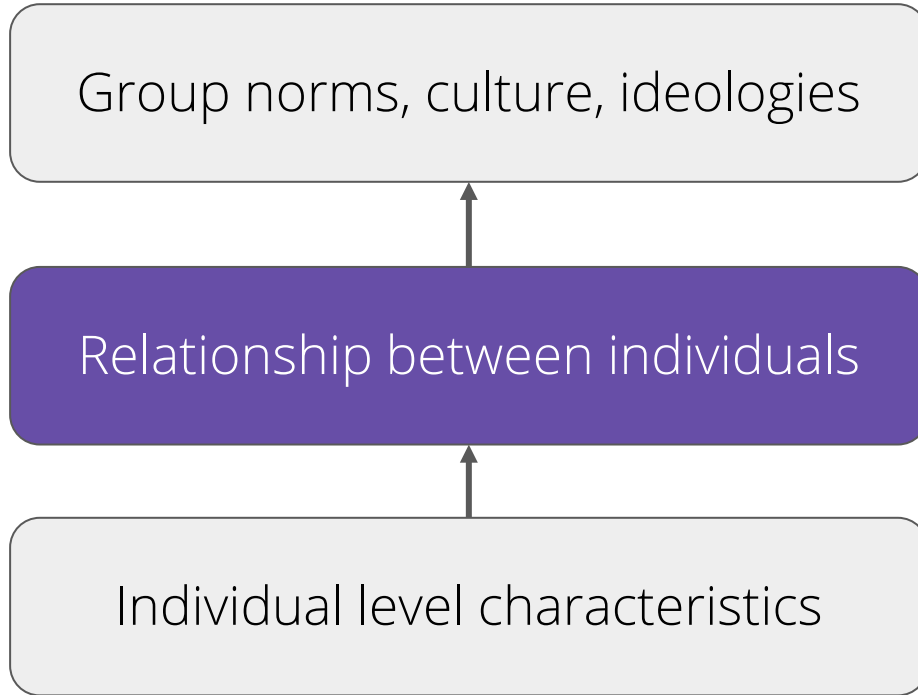 Group norms, culture, ideologies
Relationship between individuals
Individual level characteristics